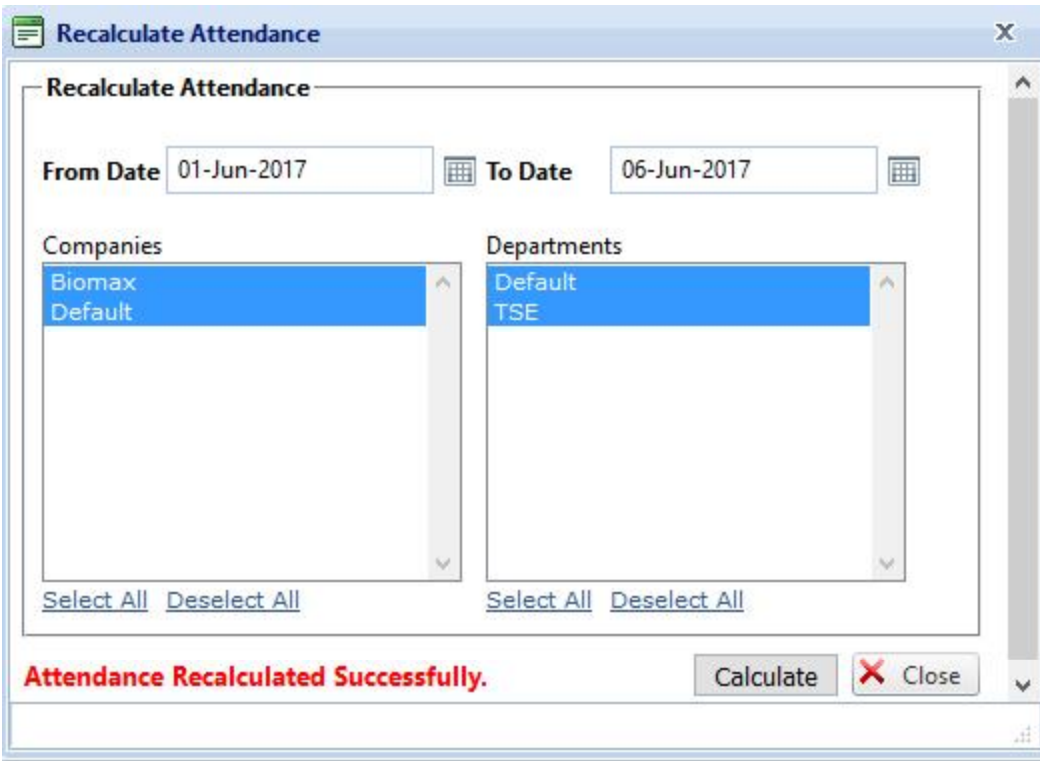 Recalculate Attendance
Recalculate Attendance
From Date 01-Jun-2017 To Date 06-Jun-2017
Companies Departments
Biomax Default
Default TSE
Select All Deselect All Select All Deselect All
Attendance Recalculated Successfully. Calculate Close